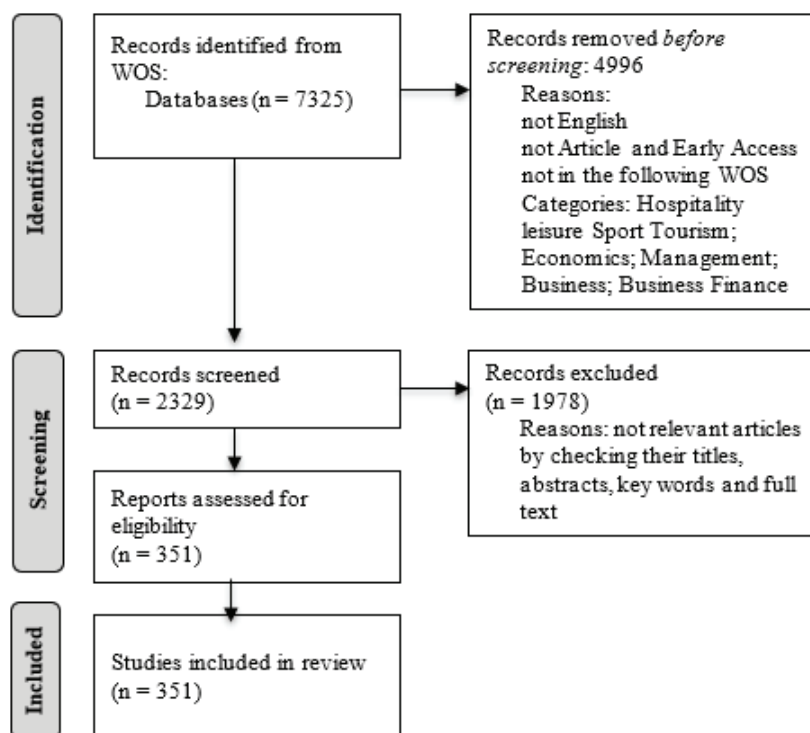 Identification
Records identified from
WOS:
Databases (n = 7325)
Records removed before
screening: 4996
Reasons:
not English
not Article and Early Access
not in the following WOS
Categories: Hospitality
leisure Sport Tourism;
Economics; Management;
Business; Business Finance
Screening
Records screened
(n = 2329)
Records excluded
(n = 1978)
Reasons: not relevant articles
by checking their titles,
abstracts, key words and full
text
Reports assessed for
eligibility
(n = 351)
Included
Studies included in review
(n = 351)